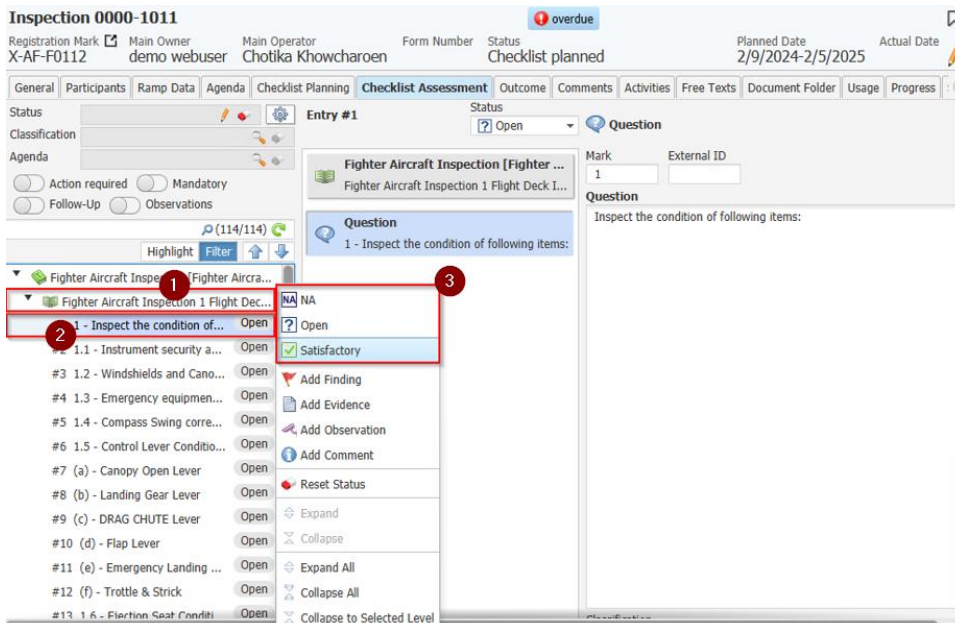 Inspection 0000-1011
overdue
Registration Mark Main Owner Main Operator Form Number Status Planned Date Actual Date
X-AF-F0112 demo webuser Chotika Khowcharoen Checklist planned 2/9/2024-2/5/2025
General Participants Ramp Data Agenda Checklist Planning Checklist Assessment Outcome Comments Activities Free Texts Document Folder Usage Progress
Status
Classification
Agenda
Action required Mandatory
Follow-Up Observations
(114/114)
Highlight Filter
Fighter Aircraft Inspe [Fighter Aircra...
1
Fighter Aircraft Inspection 1 Flight Dec...
2
1 - Inspect the condition of... Open
#2 1.1 - Instrument security a... Open
#3 1.2 - Windshields and Cano... Open
#4 1.3 - Emergency equipmen... Open
#5 1.4 - Compass Swing corre... Open
#6 1.5 - Control Lever Conditio... Open
#7 (a) - Canopy Open Lever Open
#8 (b) - Landing Gear Lever Open
#9 (c) - DRAG CHUTE Lever Open
#10 (d) - Flap Lever Open
#11 (e) - Emergency Landing ... Open
#12 (f) - Trottle & Strick Open
#13 1.6 - Ejection Seat Conditi... Open
Entry #1
Status
? Open
Fighter Aircraft Inspection [Fighter ...
Fighter Aircraft Inspection 1 Flight Deck I...
Question
1 - Inspect the condition of following items:
3
NA NA
? Open
Satisfactory
Add Finding
Add Evidence
Add Observation
Add Comment
Reset Status
Expand
Collapse
Expand All
Collapse All
Collapse to Selected Level
Question
Mark External ID
1
Question
Inspect the condition of following items:
Classification